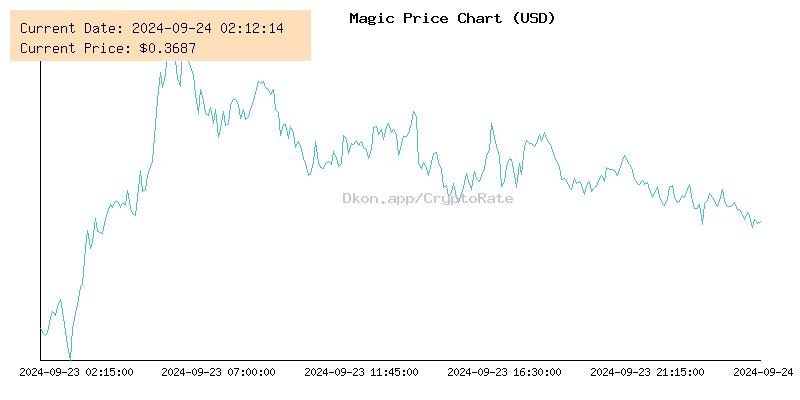 Magic Price Chart (USD)
Current Date: 2024-09-24 02:12:14
Current Price: $0.3687
Dkon.app/CryptoRate
2024-09-23 02:15:00 2024-09-23 07:00:00 2024-09-23 11:45:00 2024-09-23 16:30:00 2024-09-23 21:15:00 2024-09-24